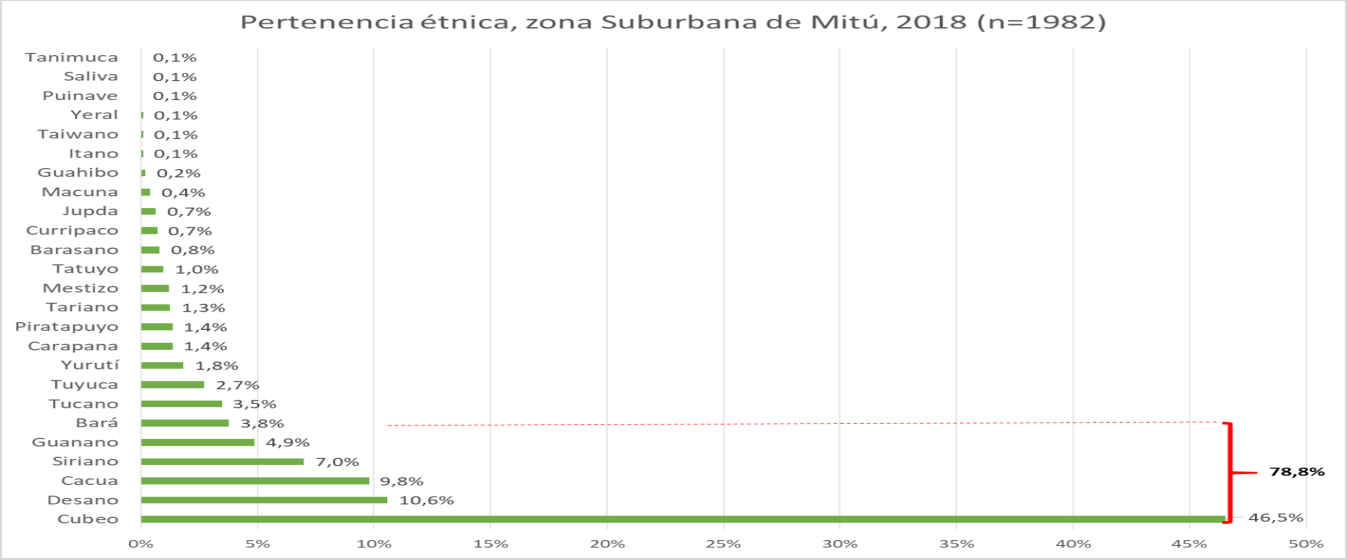 Pertenencia étnica, zona Suburbana de Mitú, 2018 (n=1982)
Tanimuca 0,1%
Saliva 0,1%
Puinave 0,1%
Yeral 0,1%
Taiwano 0,1%
Itano 0,1%
Guahibo 0,2%
Macuna 0,4%
Jupda 0,7%
Curripaco 0,7%
Barasano 0,8%
Tatuyo 1,0%
Mestizo 1,2%
Tariano 1,3%
Piratapuyo 1,4%
Carapana 1,4%
Yurutí 1,8%
Tuyuca 2,7%
Tucano 3,5%
Bará 3,8%
Guanano 4,9%
Siriano 7,0%
78,8%
Cacua 9,8%
Desano 10,6%
Cubeo 46,5%
0% 5% 10% 15% 20% 25% 30% 35% 40% 45% 50%